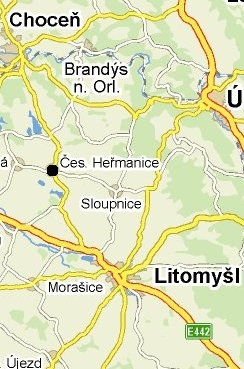 Choceň
Brandýs
n. Orl.
Ú
á
Čes. Heřmanice
Sloupnice
Litomyšl
Morašice
E442
Újezd